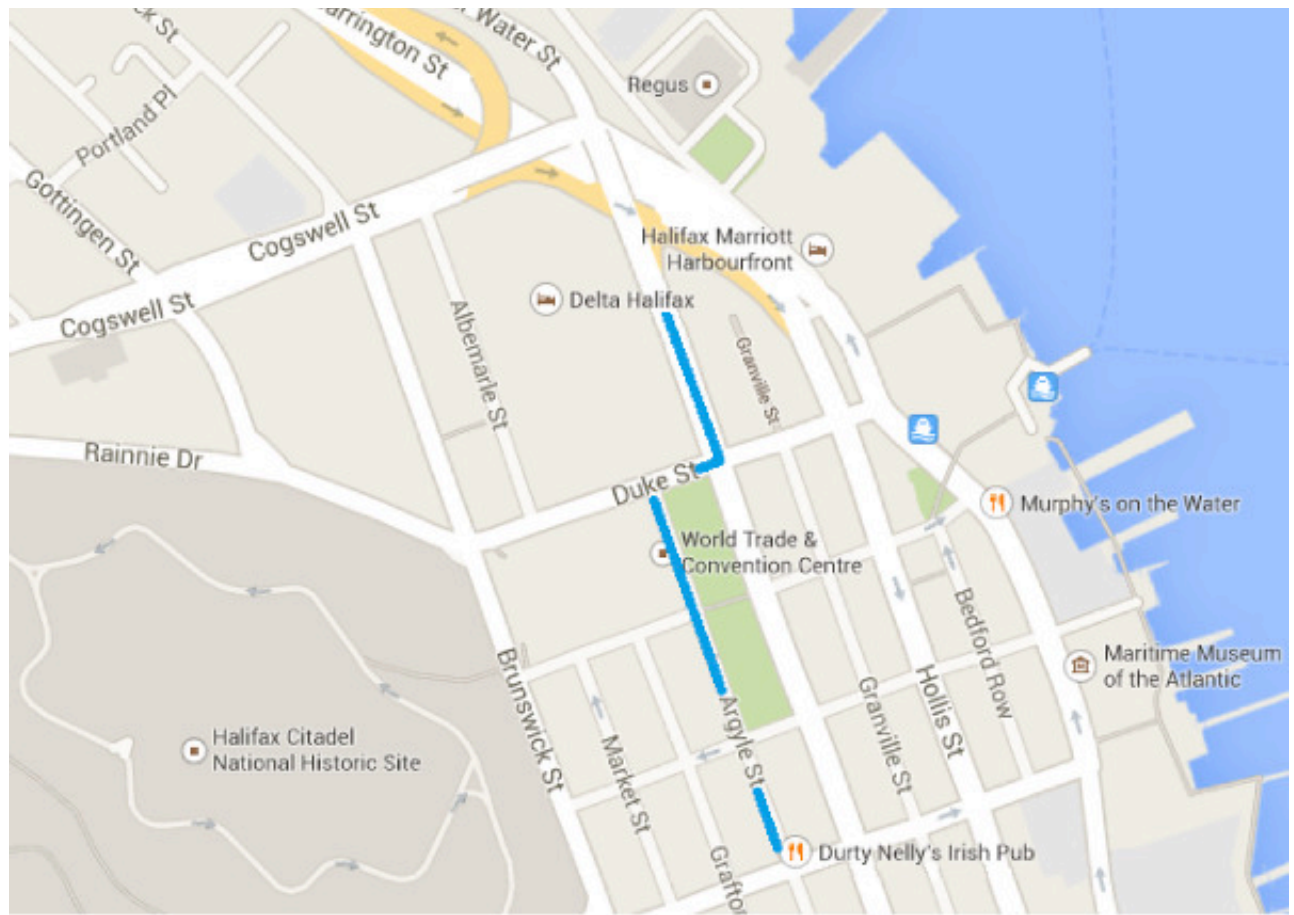 Water St
Regus
Portland Pl
Gottingen St
Cogswell St
Halifax Marriott
Harbourfront
Delta Halifax
Cogswell St
Albemarle St
Granville St
Rainnie Dr
Duke St
Murphy's on the Water
World Trade &
Convention Centre
Bedford Row
Maritime Museum
of the Atlantic
Brunswick St
Hollis St
Granville St
Argyle St
Market St
Halifax Citadel
National Historic Site
Durty Nelly's Irish Pub